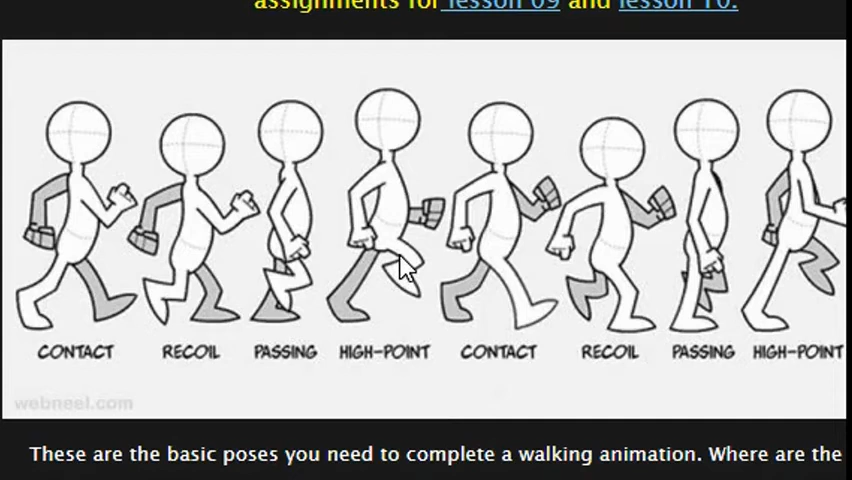 assignments for lesson 09 and lesson 10.
CONTACT RECOIL PASSING HIGH-POINT CONTACT RECOIL PASSING HIGH-POINT
webneel.com
These are the basic poses you need to complete a walking animation. Where are the